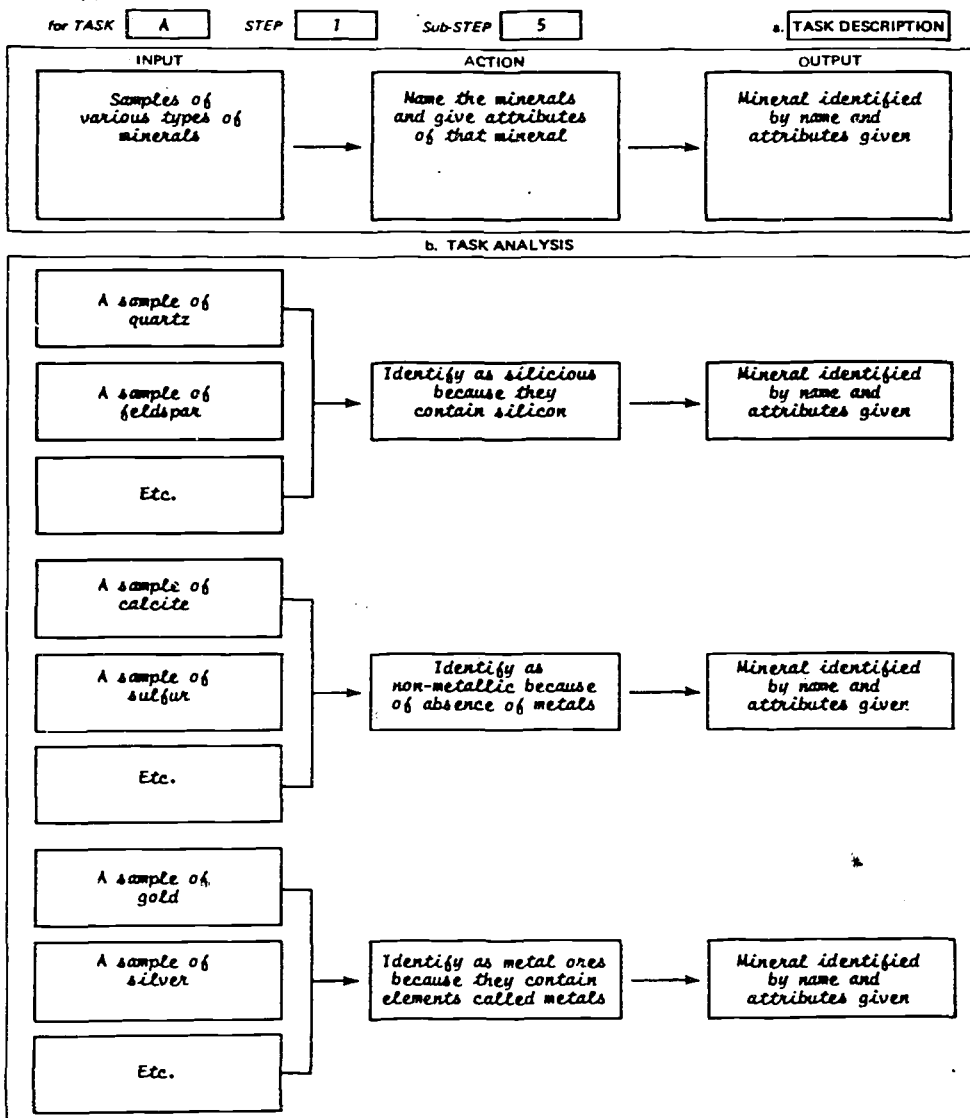 for TASK A STEP 1 Sub-STEP 5 a. TASK DESCRIPTION
INPUT
Samples of
various types of
minerals
ACTION
Name the minerals
and give attributes
of that mineral
OUTPUT
Mineral identified
by name and
attributes given
b. TASK ANALYSIS
A sample of
quartz
A sample of
feldspar
Etc.
Identify as silicious
because they
contain silicon
Mineral identified
by name and
attributes given
A sample of
calcite
A sample of
sulfur
Etc.
Identify as
non-metallic because
of absence of metals
Mineral identified
by name and
attributes given
A sample of
gold
A sample of
silver
Etc.
Identify as metal ores
because they contain
elements called metals
Mineral identified
by name and
attributes given